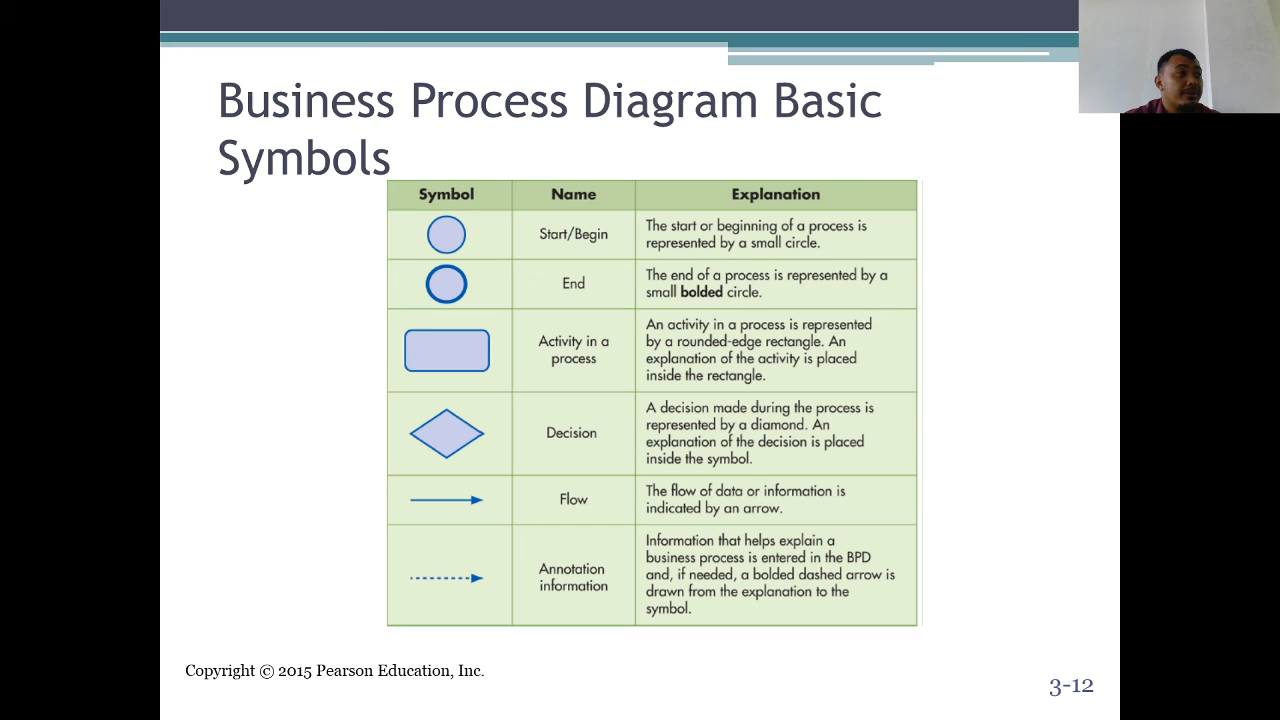 Business Process Diagram Basic
Symbols
Symbol Name Explanation
Start/Begin
The start or beginning of a process is
represented by a small circle.
End
The end of a process is represented by a
small bolded circle.
Activity in a
process
An activity in a process is represented
by a rounded-edge rectangle. An
explanation of the activity is placed
inside the rectangle.
Decision
A decision made during the process is
represented by a diamond. An
explanation of the decision is placed
inside the symbol.
Flow
The flow of data or information is
indicated by an arrow.
Annotation
information
Information that helps explain a
business process is entered in the BPD
and, if needed, a bolded dashed arrow is
drawn from the explanation to the
symbol.
Copyright © 2015 Pearson Education, Inc.
3-12